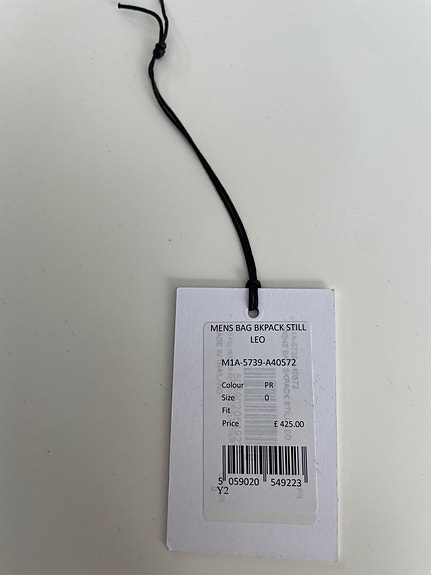 MENS BAG BKPACK STILL
LEO
M1A-5739-A40572
Colour PR
Size 0
Fit
Price £ 425.00
5 059020 549223
Y2